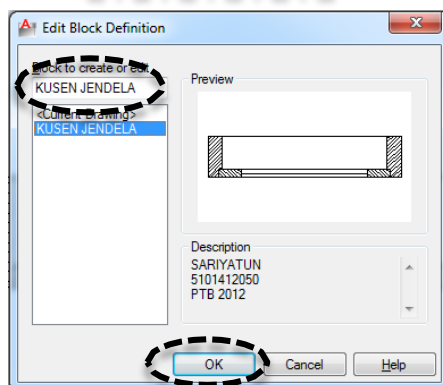 Edit Block Definition
Block to create or edit
KUSEN JENDELA
<Current Drawing>
KUSEN JENDELA
Preview
Description
SARIYATUN
5101412050
PTB 2012
OK
Cancel
Help